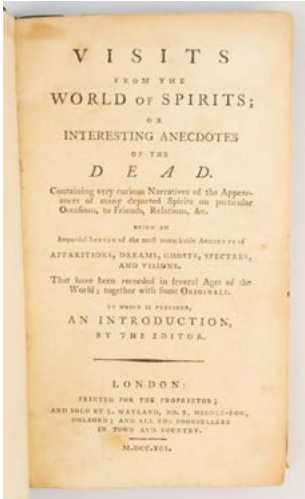 VISITS
FROM THE
WORLD OF SPIRITS;
OR
INTERESTING ANECDOTES
OF THE
DEAD.
Containing very curious Narratives of the Appear-
ances of many departed Spirits on particular
Occasions, to Friends, Relations, &c.
BEING AN
Impartial SURVEY of the most remarkable ACCOUNTS of
APPARITIONS, DREAMS, GHOSTS, SPECTRES,
AND VISIONS.
That have been recorded in several Ages of the
World; together with some ORIGINALS.
TO WHICH IS PREFIXED,
AN INTRODUCTION,
BY THE EDITOR.
LONDON:
PRINTED FOR THE PROPRIETOR;
AND SOLD BY L. WAYLAND, NO. 2, MIDDLE-ROW,
HOLBORN; AND ALL THE BOOKSELLERS
IN TOWN AND COUNTRY.
M.DCC.XCI.